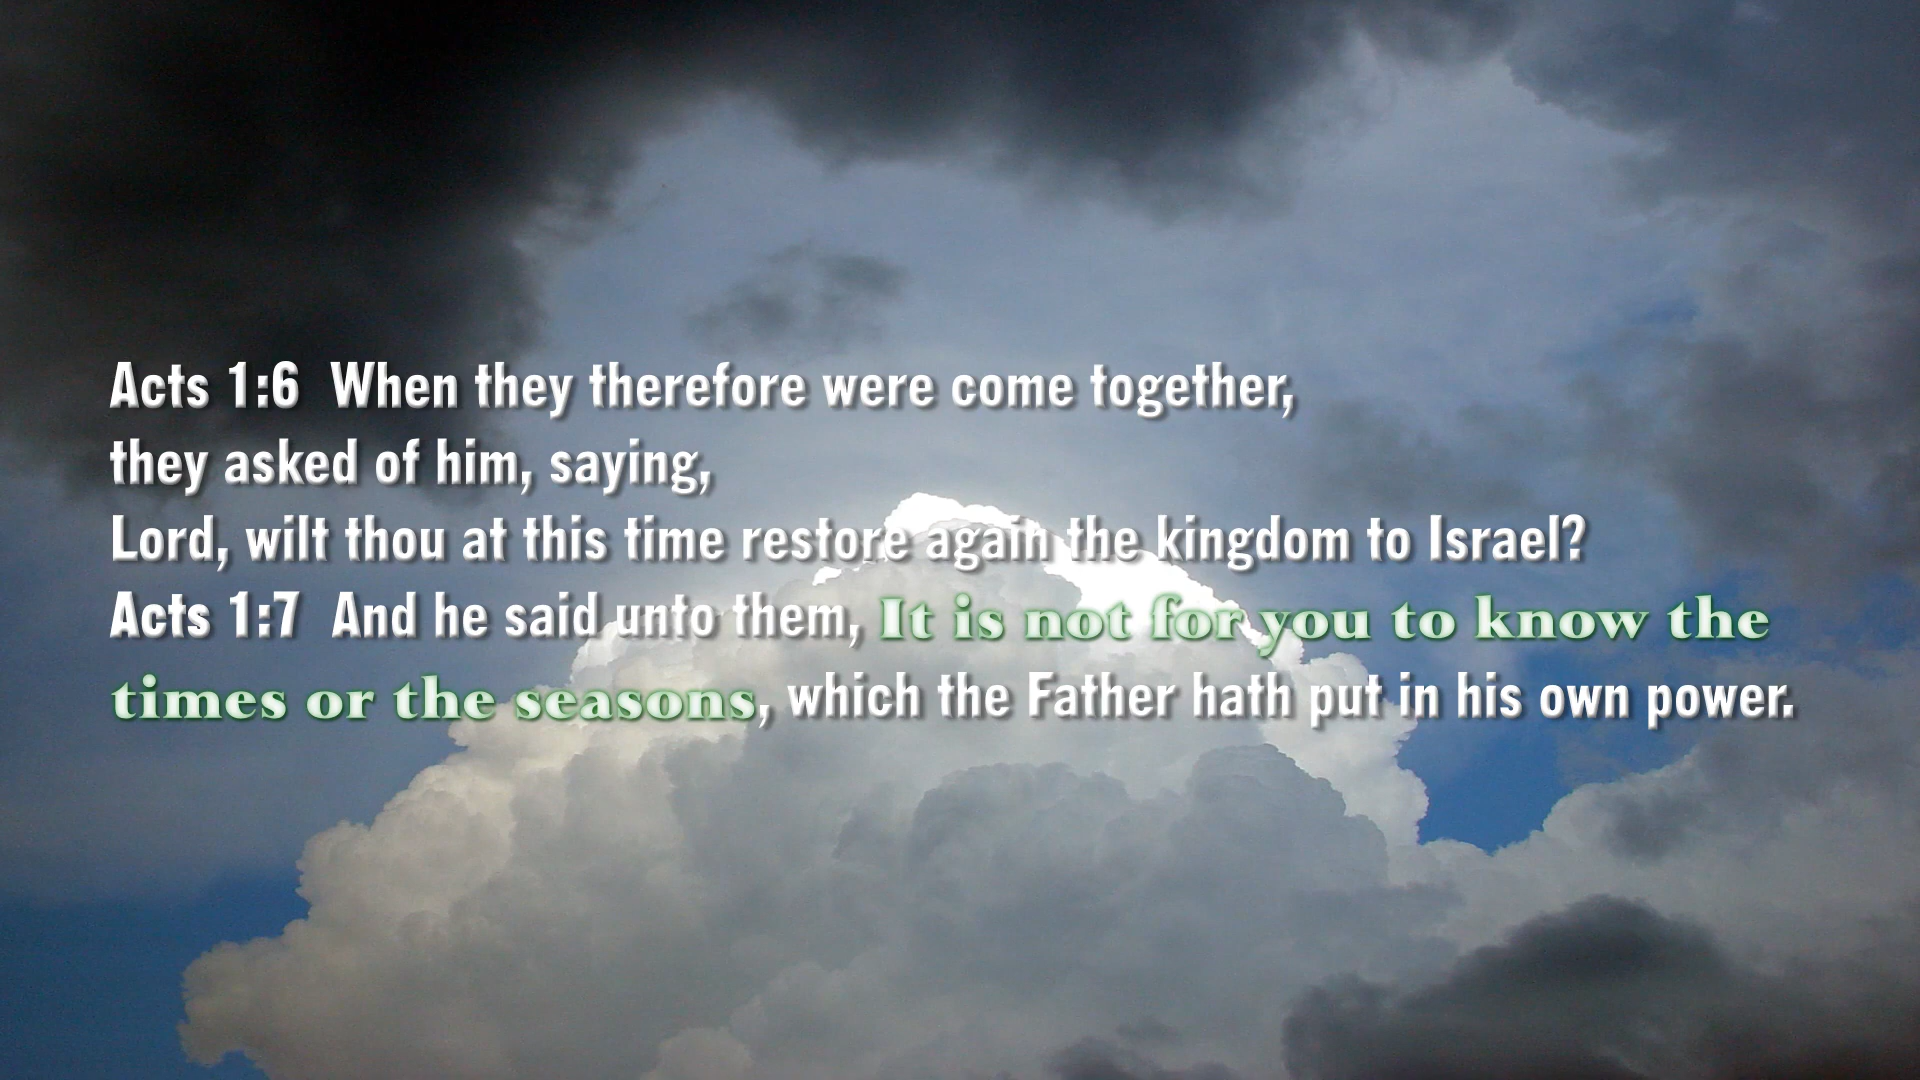 Acts 1:6  When they therefore were come together,
they asked of him, saying,
Lord, wilt thou at this time restore again the kingdom to Israel?
Acts 1:7  And he said unto them, It is not for you to know the
times or the seasons, which the Father hath put in his own power.